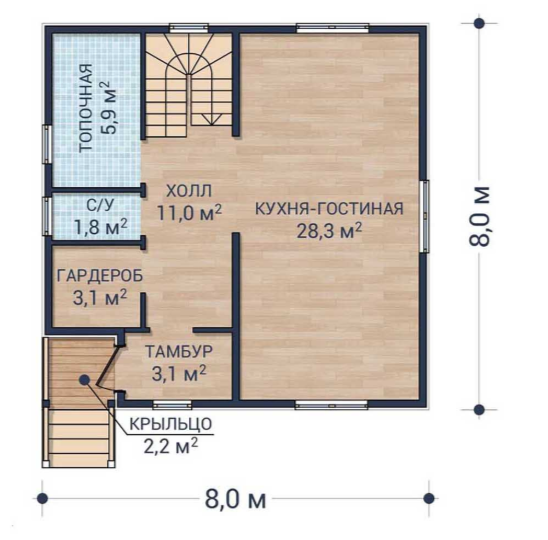 ТОПОЧНАЯ
5,9 м²
ХОЛЛ
11,0 м²
С/У
1,8 м²
КУХНЯ-ГОСТИНАЯ
28,3 м²
8,0 м
ГАРДЕРОБ
3,1 м²
ТАМБУР
3,1 м²
КРЫЛЬЦО
2,2 м²
8,0 м